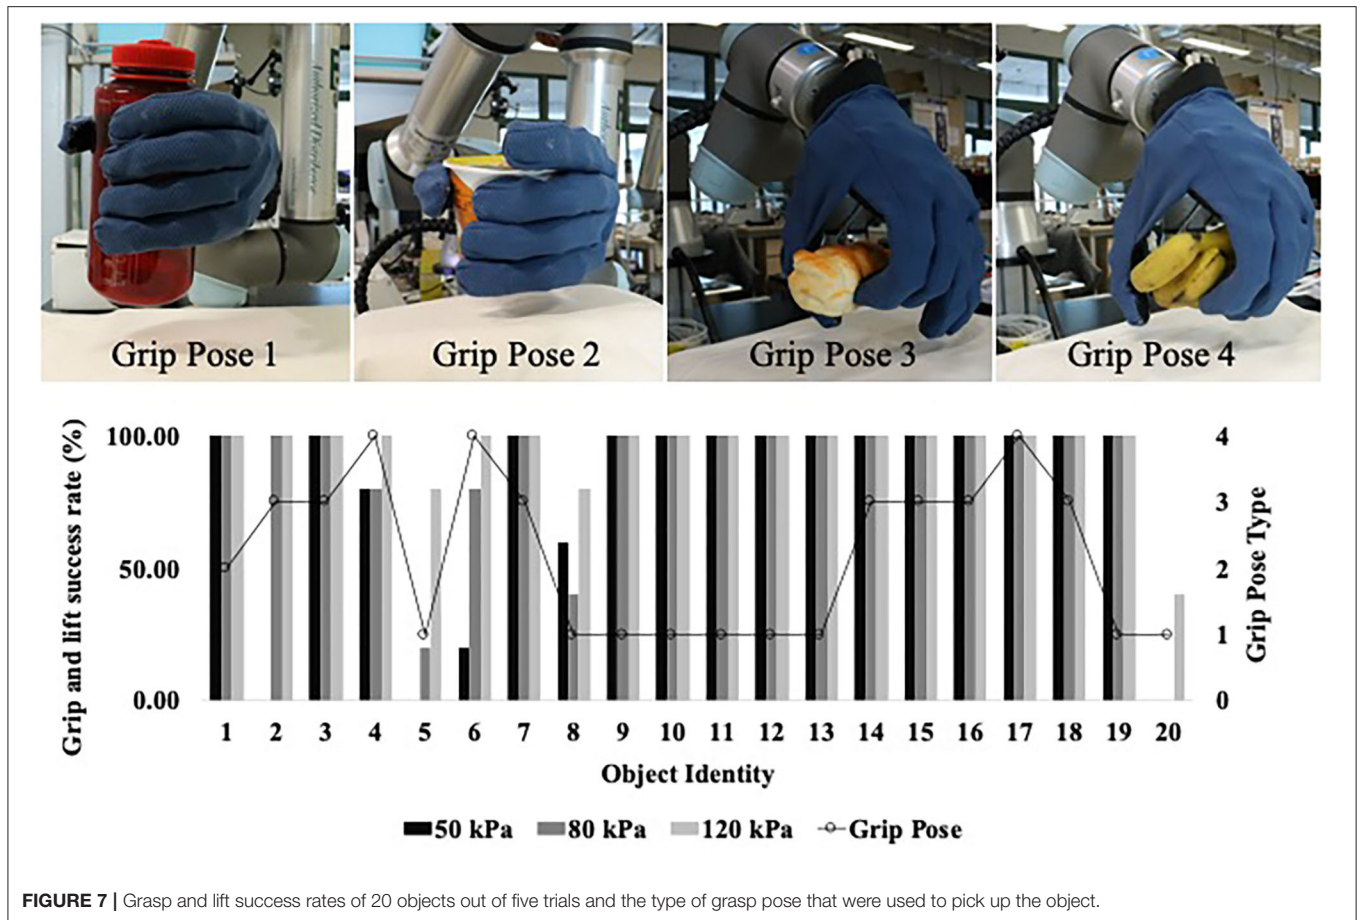 Grip Pose 1 Grip Pose 2 Grip Pose 3 Grip Pose 4
Grip and lift success rate (%)
100.00
50.00
0.00
4
3
2
1
0
Grip Pose Type
1 2 3 4 5 6 7 8 9 10 11 12 13 14 15 16 17 18 19 20
Object Identity
50 kPa 80 kPa 120 kPa Grip Pose
FIGURE 7 | Grasp and lift success rates of 20 objects out of five trials and the type of grasp pose that were used to pick up the object.